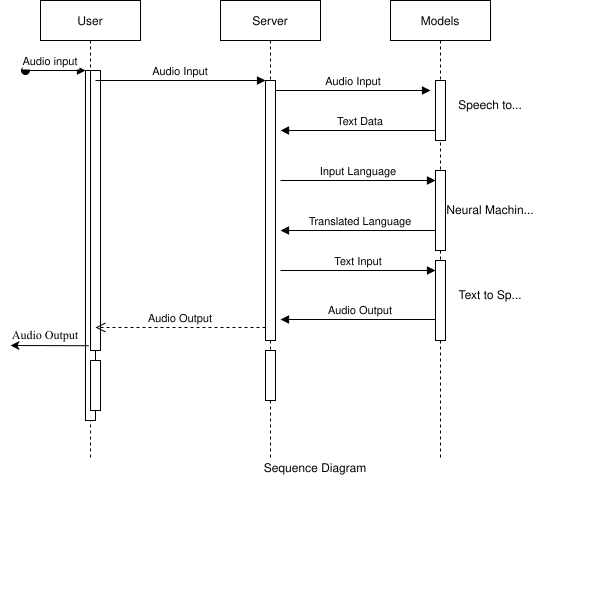 User
Server
Models
Audio input
Audio Input
Audio Input
Speech to...
Text Data
Input Language
Neural Machin...
Translated Language
Text Input
Text to Sp...
Audio Output
Audio Output
Audio Output
Sequence Diagram